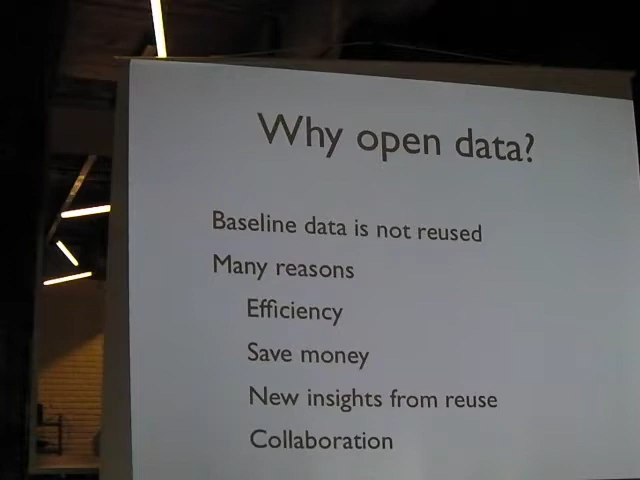 Why open data?
Baseline data is not reused
Many reasons
Efficiency
Save money
New insights from reuse
Collaboration